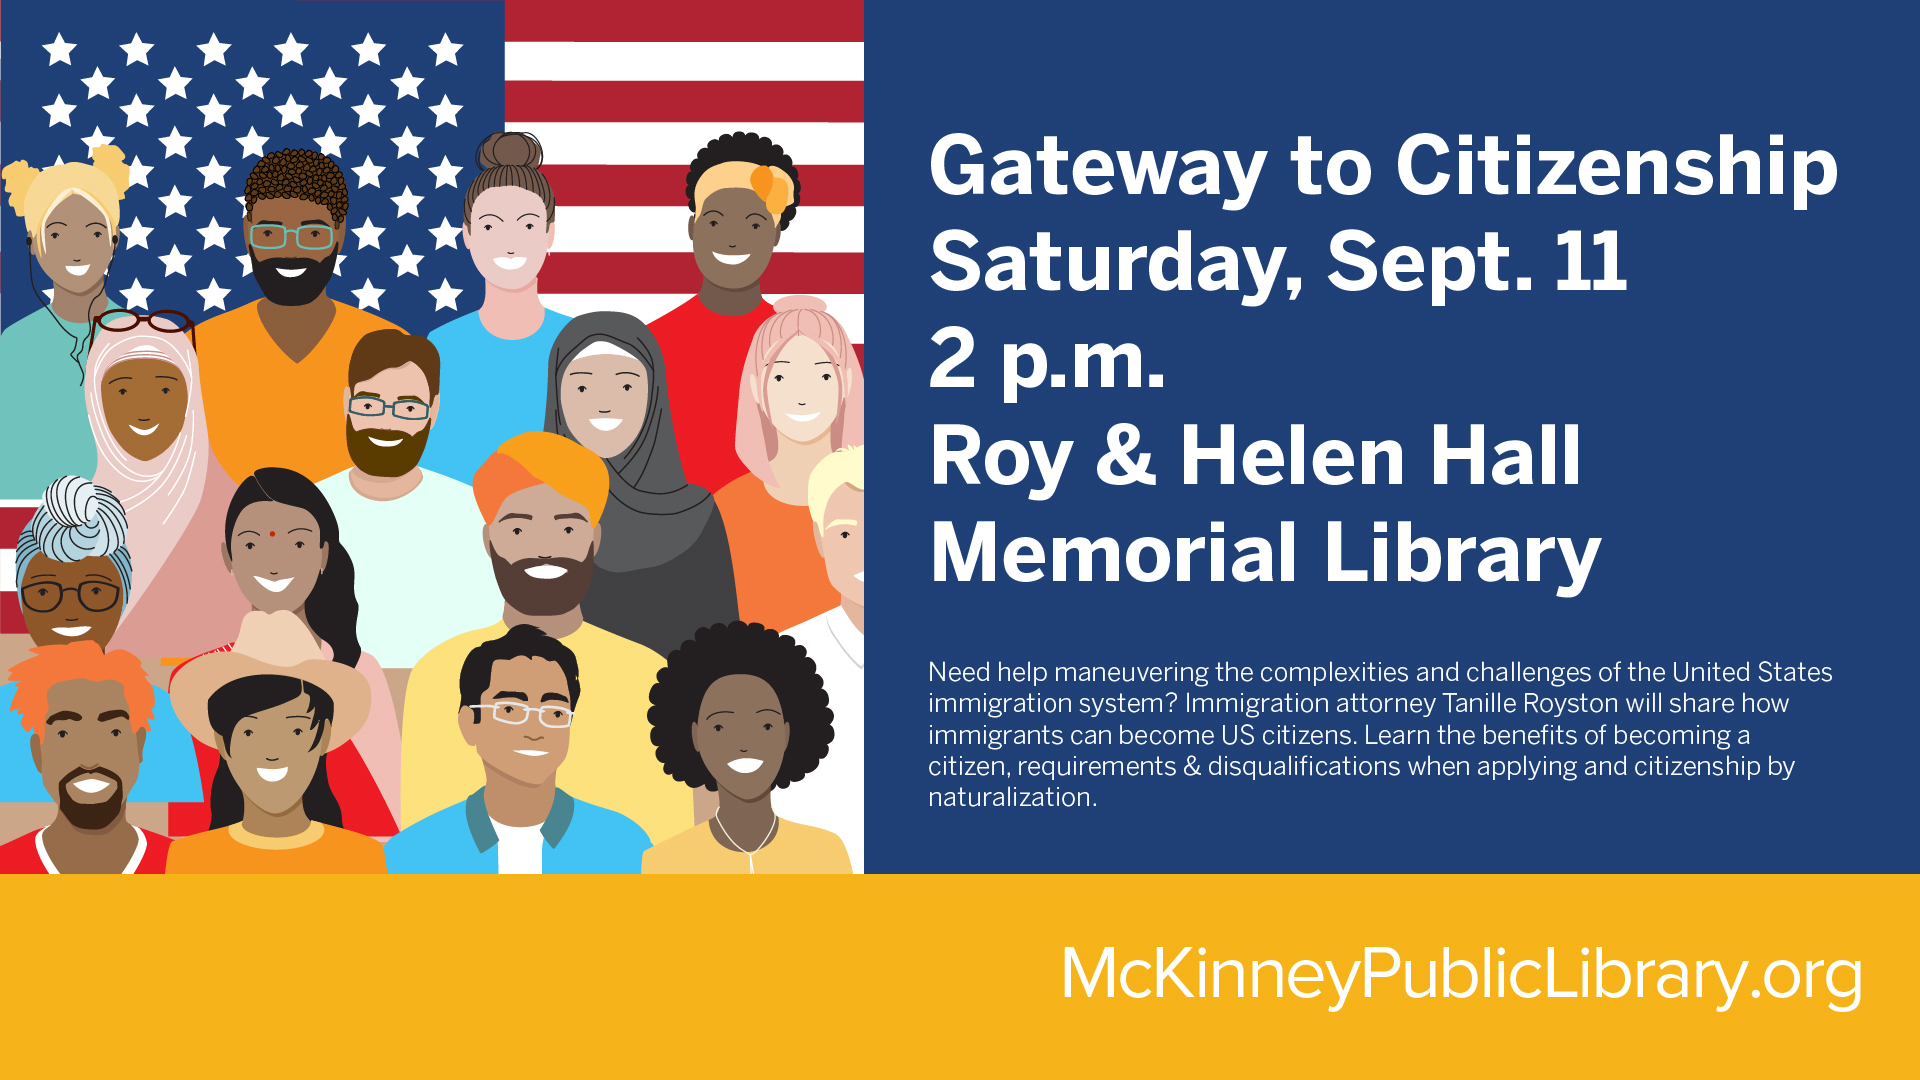 Gateway to Citizenship
Saturday, Sept. 11
2 p.m.
Roy & Helen Hall
Memorial Library
Need help maneuvering the complexities and challenges of the United States
immigration system? Immigration attorney Tanille Royston will share how
immigrants can become US citizens. Learn the benefits of becoming a
citizen, requirements & disqualifications when applying and citizenship by
naturalization.
McKinneyPublicLibrary.org